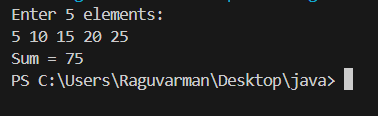 Enter 5 elements:
5 10 15 20 25
Sum = 75
PS C:\Users\Raguvarman\Desktop\java>